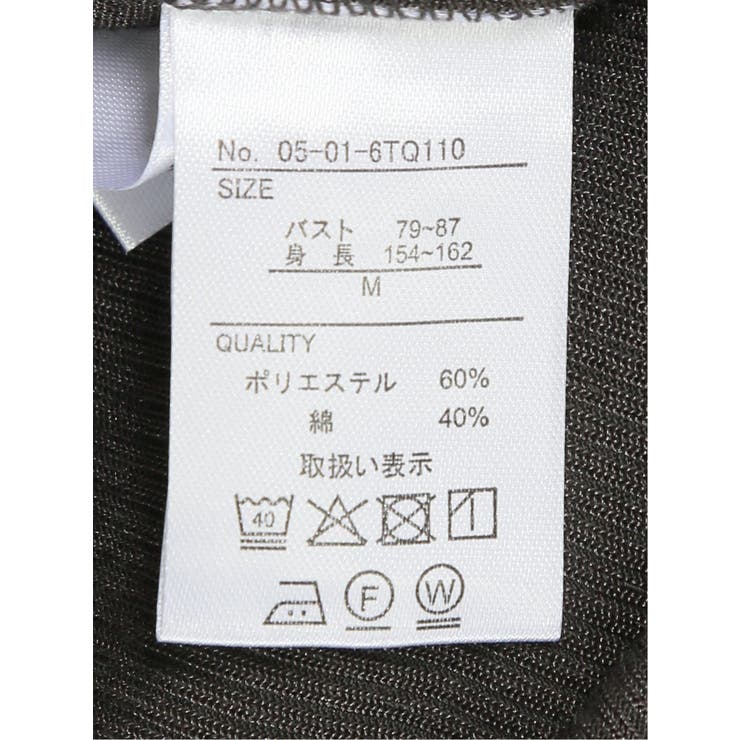 No. 05-01-6TQ110
SIZE
バスト 79~87
身長 154~162
M
QUALITY
ポリエステル 60%
綿 40%
取扱い表示
40
F W